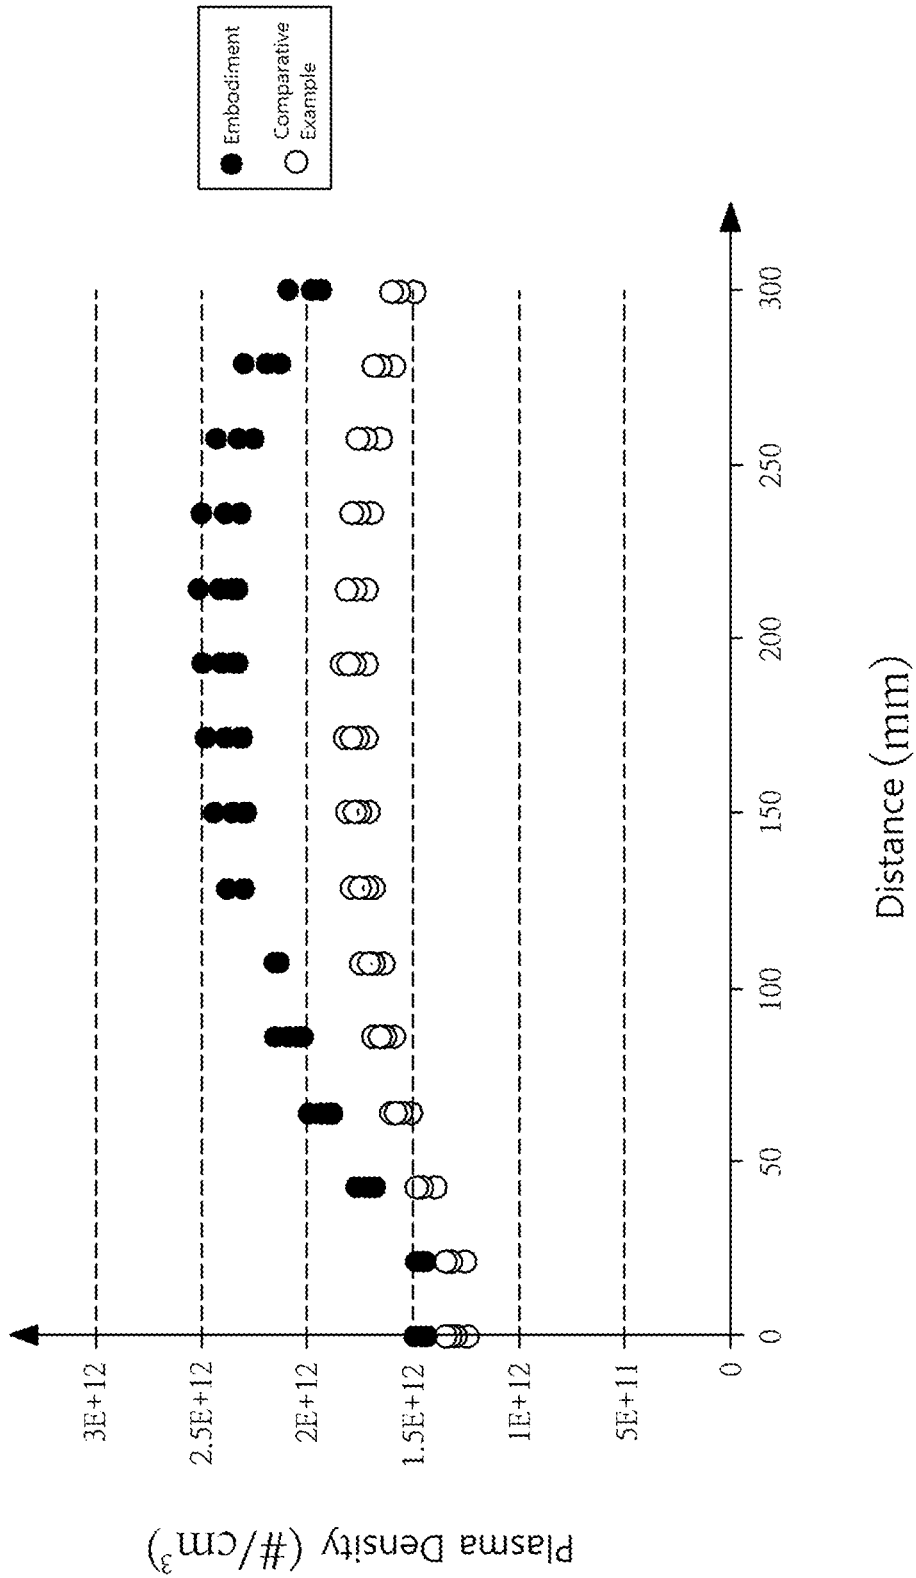 Embodiment
Comparative
Example
3E+12
2.5E+12
2E+12
1.5E+12
1E+12
5E+11
0
0
50
100
150
200
250
300
Plasma Density (#/cm³)
Distance (mm)